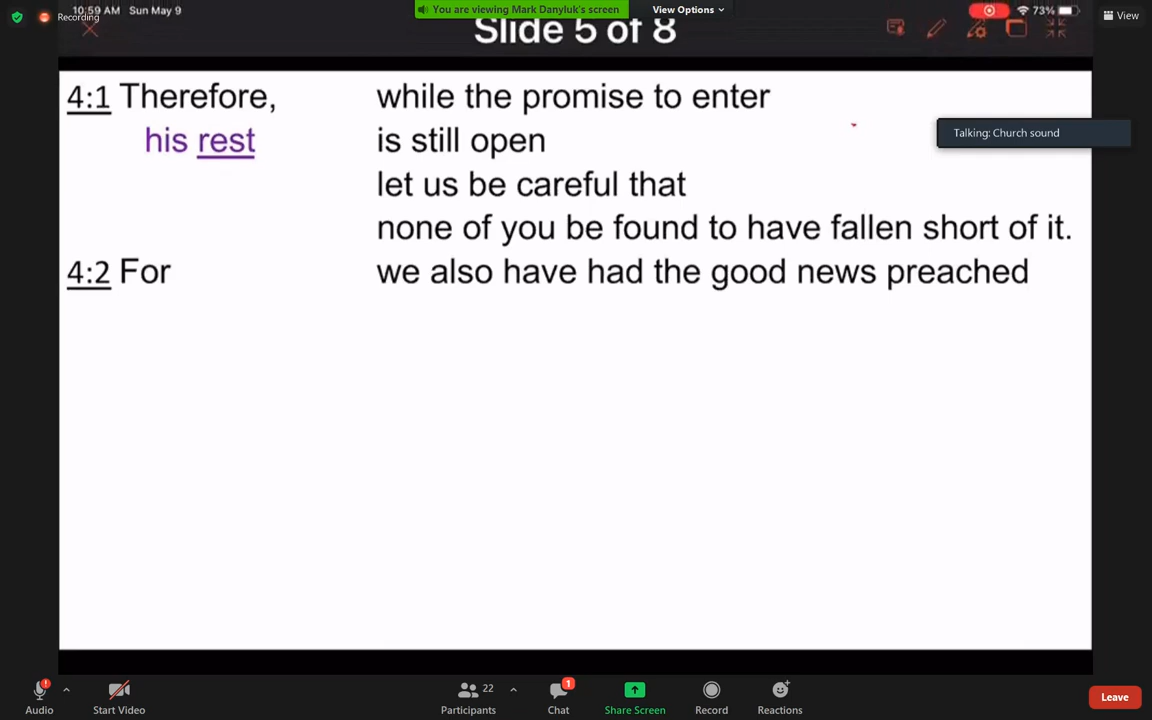 Recording
10:59 AM Sun May 9
You are viewing Mark Danyluk's screen
View Options
73%
View
Slide 5 of 8
4:1 Therefore, while the promise to enter
his rest is still open
Talking: Church sound
let us be careful that
none of you be found to have fallen short of it.
4:2 For we also have had the good news preached
Audio
Start Video
22
Participants
1
Chat
Share Screen
Record
Reactions
Leave